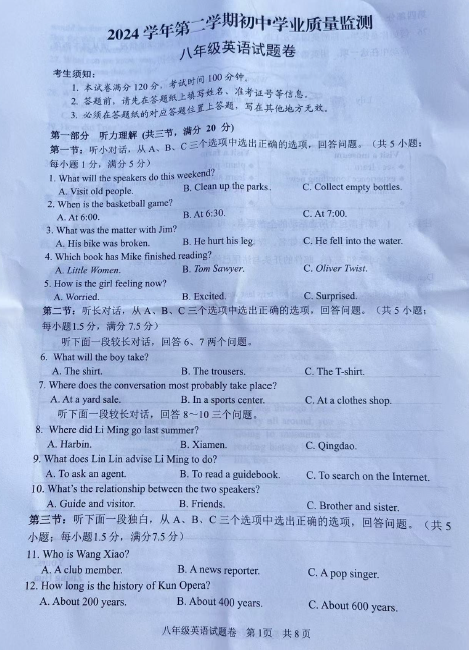 2024 学年第二学期初中学业质量监测
八年级英语试题卷
考生须知：
1. 本试卷满分 120 分，考试时间 100 分钟。
2. 答题前，请先在答题纸上填写姓名、准考证号等信息。
3. 必须在答题纸的对应答题位置上答题，写在其他地方无效。
第一部分 听力理解 (共三节，满分 20 分)
第一节：听小对话，从 A、B、C 三个选项中选出正确的选项，回答问题。（共 5 小题；
每小题 1 分，满分 5 分）
1. What will the speakers do this weekend?
A. Visit old people. B. Clean up the parks. C. Collect empty bottles.
2. When is the basketball game?
A. At 6:00. B. At 6:30. C. At 7:00.
3. What was the matter with Jim?
A. His bike was broken. B. He hurt his leg. C. He fell into the water.
4. Which book has Mike finished reading?
A. Little Women. B. Tom Sawyer. C. Oliver Twist.
5. How is the girl feeling now?
A. Worried. B. Excited. C. Surprised.
第二节：听长对话，从 A、B、C 三个选项中选出正确的选项，回答问题。（共 5 小题；
每小题1.5 分，满分 7.5 分）
听下面一段较长对话，回答 6、7 两个问题。
6. What will the boy take?
A. The shirt. B. The trousers. C. The T-shirt.
7. Where does the conversation most probably take place?
A. At a yard sale. B. In a sports center. C. At a clothes shop.
听下面一段较长对话，回答 8～10 三个问题。
8. Where did Li Ming go last summer?
A. Harbin. B. Xiamen. C. Qingdao.
9. What does Lin Lin advise Li Ming to do?
A. To ask an agent. B. To read a guidebook. C. To search on the Internet.
10. What's the relationship between the two speakers?
A. Guide and visitor. B. Friends. C. Brother and sister.
第三节：听下面一段独白，从 A、B、C 三个选项中选出正确的选项，回答问题。（共 5
小题；每小题1.5 分，满分7.5 分）
11. Who is Wang Xiao?
A. A club member. B. A news reporter. C. A pop singer.
12. How long is the history of Kun Opera?
A. About 200 years. B. About 400 years. C. About 600 years.
八年级英语试题卷 第 1页 共 8 页